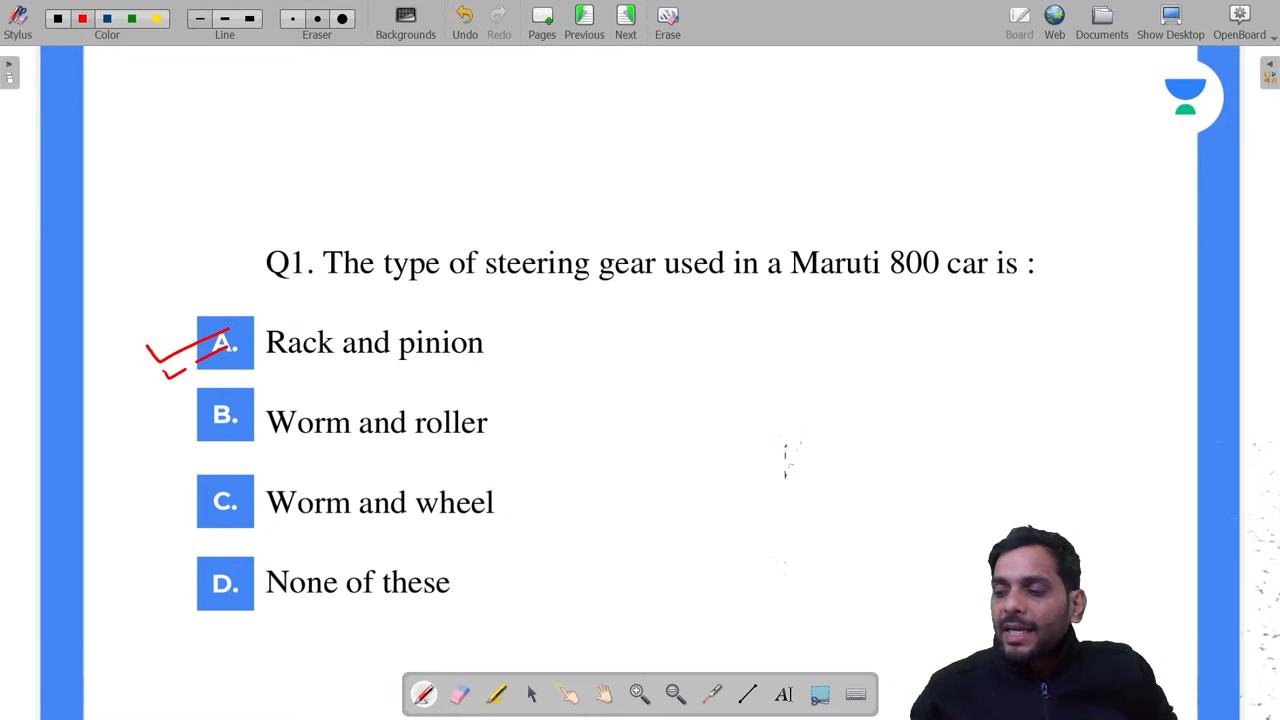 Stylus
Color
Line
Eraser
Backgrounds
Undo
Redo
Pages
Previous
Next
Erase
Board
Web
Documents
Show Desktop
OpenBoard
Q1. The type of steering gear used in a Maruti 800 car is :
A. Rack and pinion
B. Worm and roller
C. Worm and wheel
D. None of these
AI